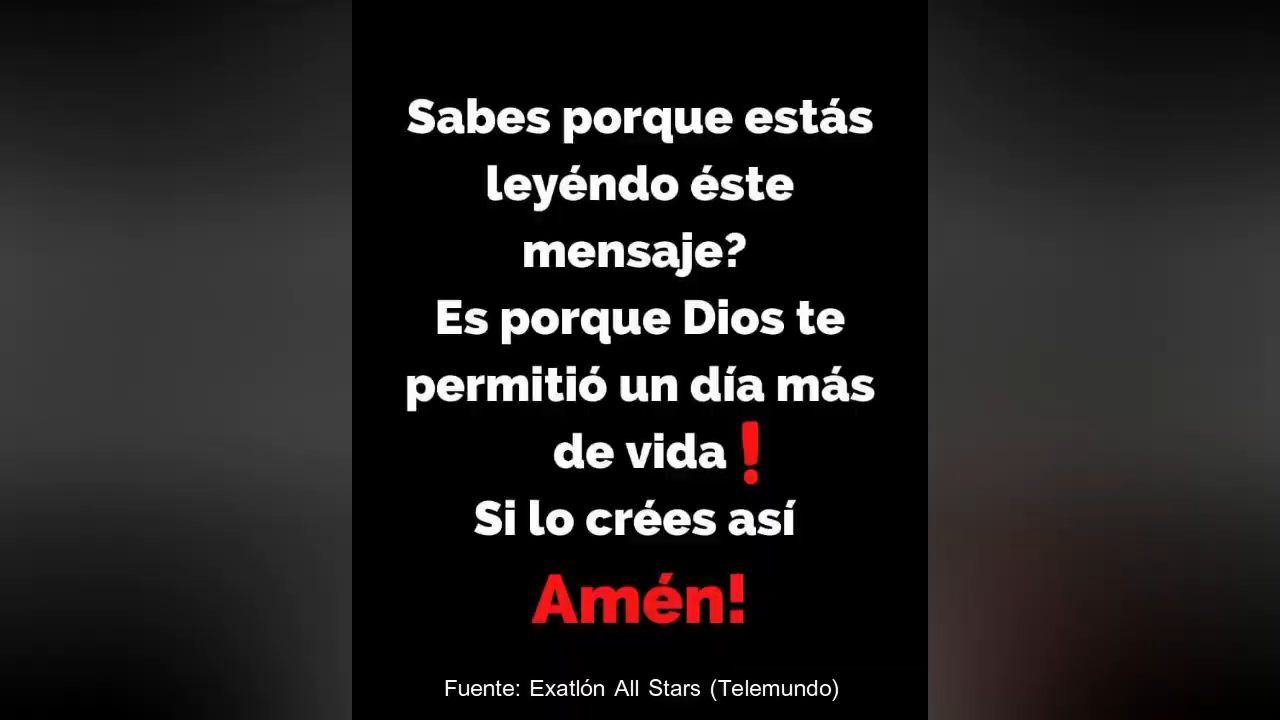 Sabes porque estás
leyéndo éste
mensaje?
Es porque Dios te
permitió un día más
de vida❗
Si lo crées así
Amén!
Fuente: Exatlón All Stars (Telemundo)